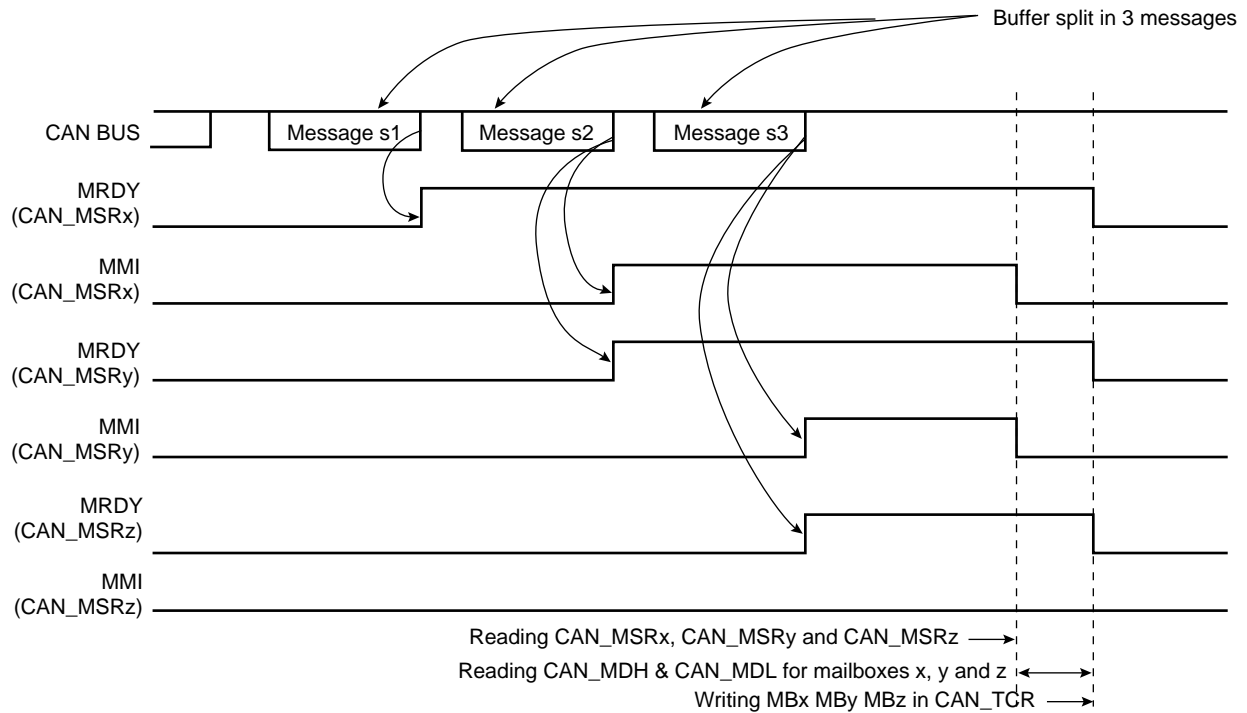 Buffer split in 3 messages
CAN BUS
Message s1
Message s2
Message s3
MRDY
(CAN_MSRx)
MMI
(CAN_MSRx)
MRDY
(CAN_MSRy)
MMI
(CAN_MSRy)
MRDY
(CAN_MSRz)
MMI
(CAN_MSRz)
Reading CAN_MSRx, CAN_MSRy and CAN_MSRz
Reading CAN_MDH & CAN_MDL for mailboxes x, y and z
Writing MBx MBy MBz in CAN_TCR